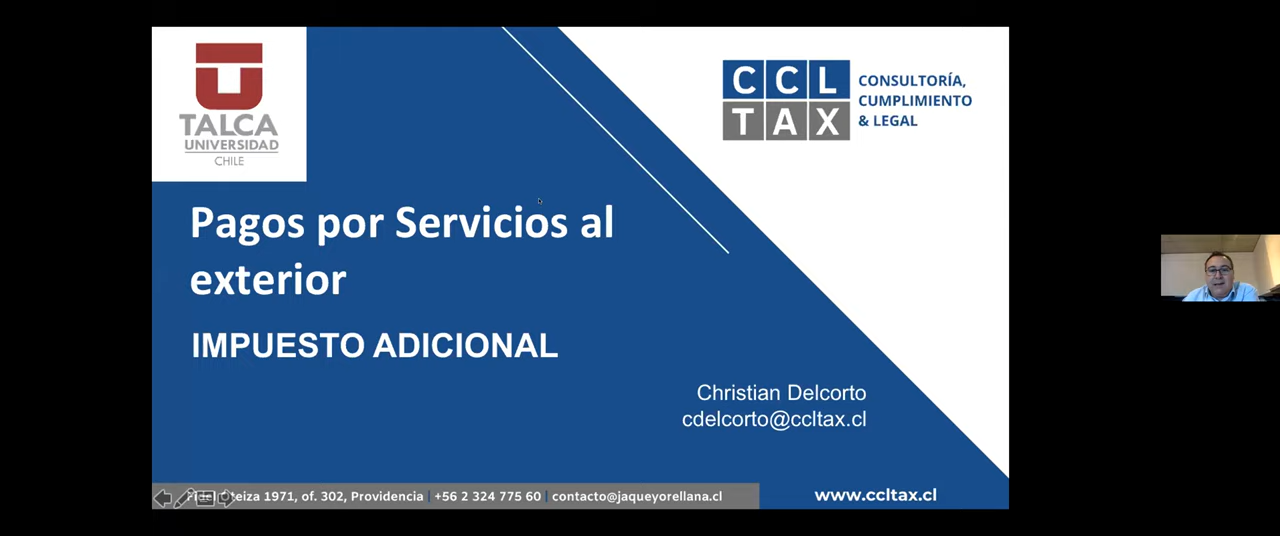 TALCA
UNIVERSIDAD
CHILE
CCL
TAX
CONSULTORÍA,
CUMPLIMIENTO
& LEGAL
Pagos por Servicios al
exterior
IMPUESTO ADICIONAL
Christian Delcorto
cdelcorto@ccltax.cl
1971, of. 302, Providencia | +56 2 324 775 60 | contacto@jaqueyorellana.cl
www.ccltax.cl